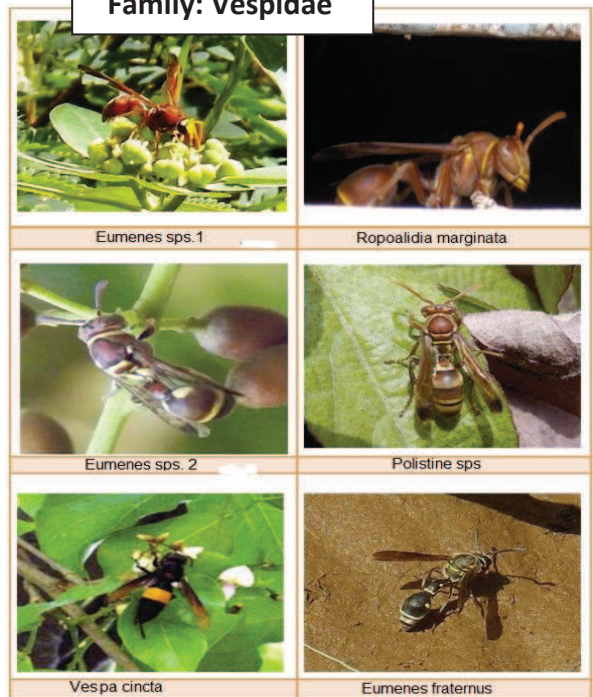 Family: Vespidae
Eumenes sps.1
Ropoalidia marginata
Eumenes sps. 2
Polistine sps
Vespa cincta
Eumenes fraternus